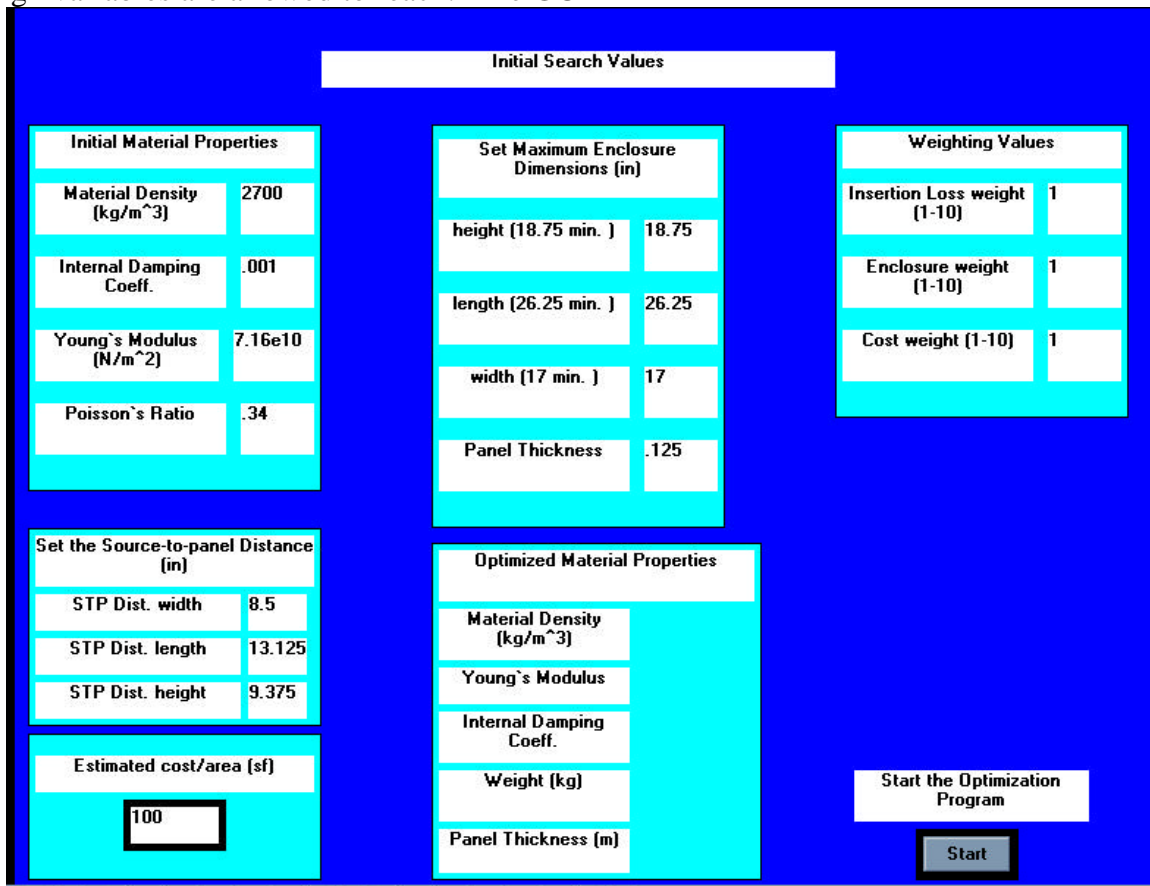 Initial Search Values
Initial Material Properties
Material Density
(kg/m^3)
2700
Internal Damping
Coeff.
.001
Young`s Modulus
(N/m^2)
7.16e10
Poisson`s Ratio
.34
Set Maximum Enclosure
Dimensions (in)
height (18.75 min. )
18.75
length (26.25 min. )
26.25
width (17 min. )
17
Panel Thickness
.125
Weighting Values
Insertion Loss weight
(1-10)
1
Enclosure weight
(1-10)
1
Cost weight (1-10)
1
Set the Source-to-panel Distance
(in)
STP Dist. width
8.5
STP Dist. length
13.125
STP Dist. height
9.375
Estimated cost/area (sf)
100
Optimized Material Properties
Material Density
(kg/m^3)
Young`s Modulus
Internal Damping
Coeff.
Weight (kg)
Panel Thickness (m)
Start the Optimization
Program
Start